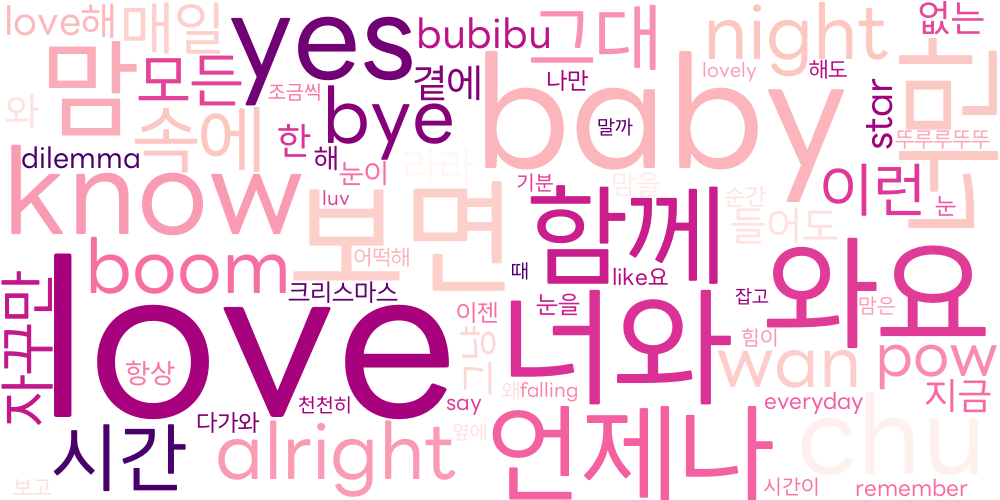 love해
매일
yes
bubibu
그대
night
없는
맘
모든
조금씩
곁에
나만
baby
lovely
해도
star
뭔
와
속에
bye
말까
뚜루루뚜뚜
dilemma
한
해
눈이
라라
know
luv
보면
기분
맘을
순간
이런
눈
함께
들어도
boom
어떡해
때
like요
와요
자꾸만
크리스마스
잡고
love
이젠
눈을
너와
맘은
힘이
항상
그냥
wan
pow
왜
falling
everyday
지금
천천히
say
다가와
시간
alright
옆에
언제나
chu
보고
시간이
remember